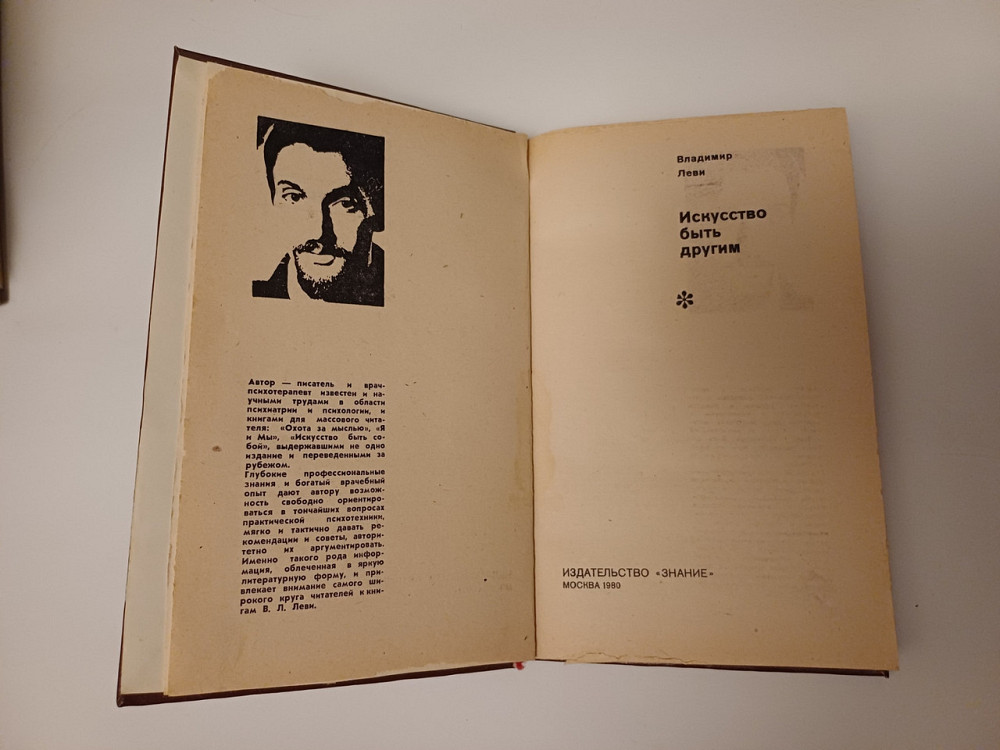 Автор — писатель и врач-
психотерапевт известен и на-
учными трудами в области
психиатрии и психологии, и
книгами для массового чита-
теля: «Охота за мыслью», «Я
и Мы», «Искусство быть со-
бой», выдержавшими не одно
издание и переведенными за
рубежом.
Глубокие профессиональные
знания и богатый врачебный
опыт дают автору возмож-
ность свободно ориентиро-
ваться в тончайших вопросах
практической психотехники,
мягко и тактично давать ре-
комендации и советы, автори-
тетно их аргументировать.
Именно такого рода инфор-
мация, облеченная в яркую
литературную форму, и при-
влекает внимание самого ши-
рокого круга читателей к кни-
гам В. Л. Леви.
Владимир
Леви
Искусство
быть
другим
ИЗДАТЕЛЬСТВО «ЗНАНИЕ»
МОСКВА 1980